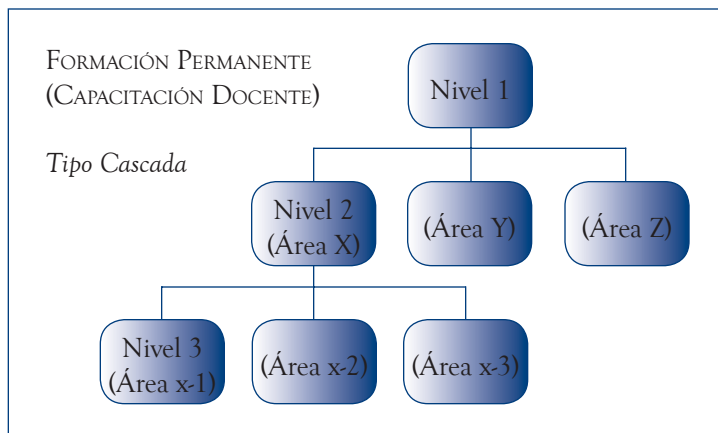 FORMACIÓN PERMANENTE
(CAPACITACIÓN DOCENTE)
Tipo Cascada
Nivel 1
Nivel 2
(Área X)
(Área Y)
(Área Z)
Nivel 3
(Área x-1)
(Área x-2)
(Área x-3)